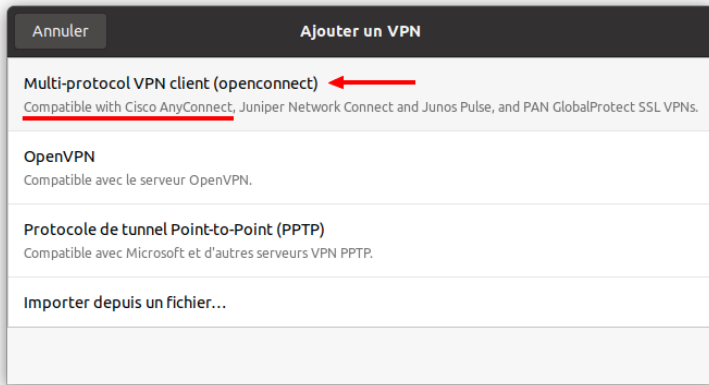 Annuler
Ajouter un VPN
Multi-protocol VPN client (openconnect)
Compatible with Cisco AnyConnect, Juniper Network Connect and Junos Pulse, and PAN GlobalProtect SSL VPNs.
OpenVPN
Compatible avec le serveur OpenVPN.
Protocole de tunnel Point-to-Point (PPTP)
Compatible avec Microsoft et d'autres serveurs VPN PPTP.
Importer depuis un fichier…